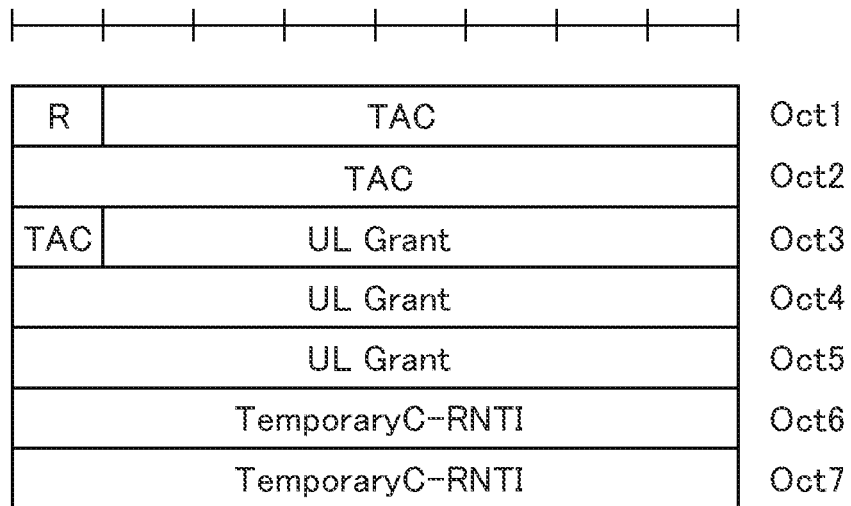 R TAC Oct1
TAC Oct2
TAC UL Grant Oct3
UL Grant Oct4
UL Grant Oct5
TemporaryC-RNTI Oct6
TemporaryC-RNTI Oct7